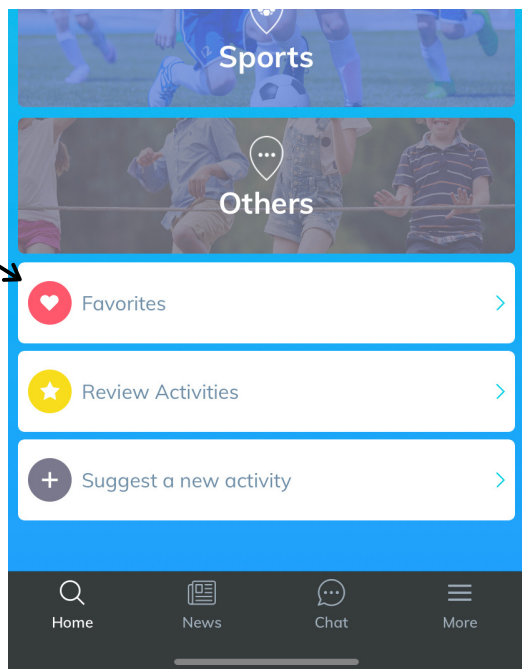 Sports
Others
Favorites
Review Activities
Suggest a new activity
Home
News
Chat
More